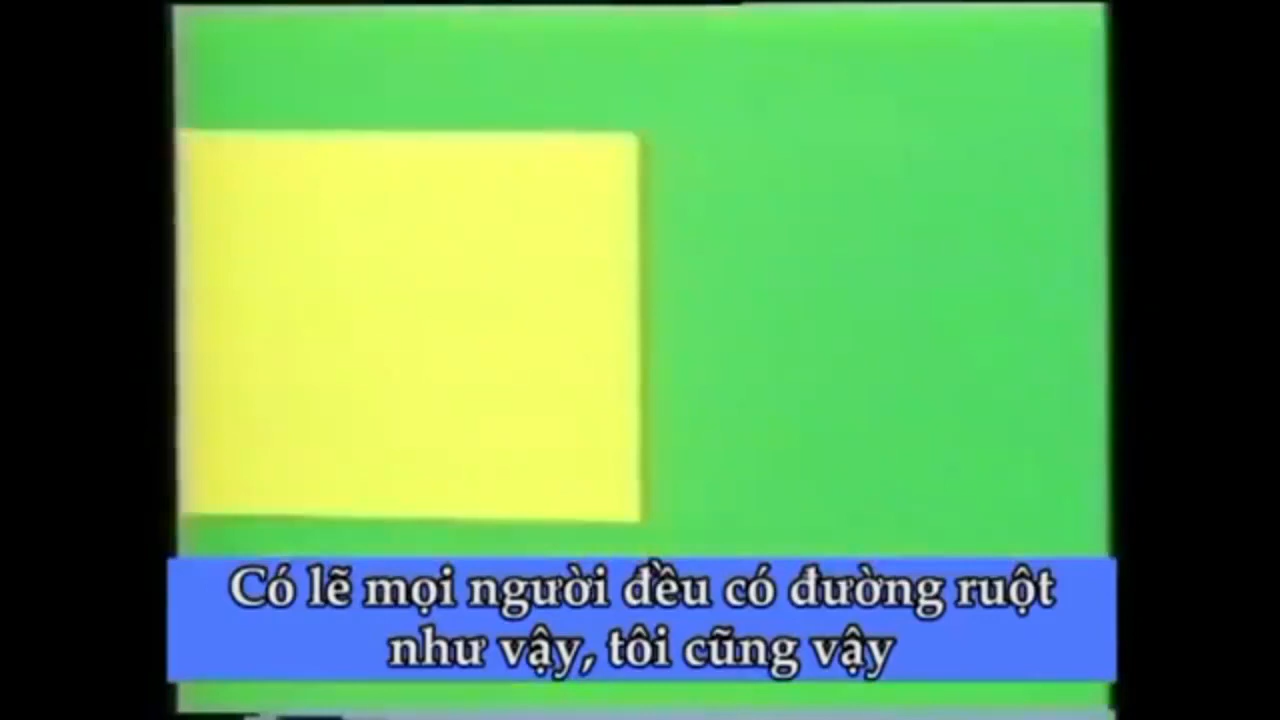 Có lẽ mọi người đều có đường ruột
như vậy, tôi cũng vậy